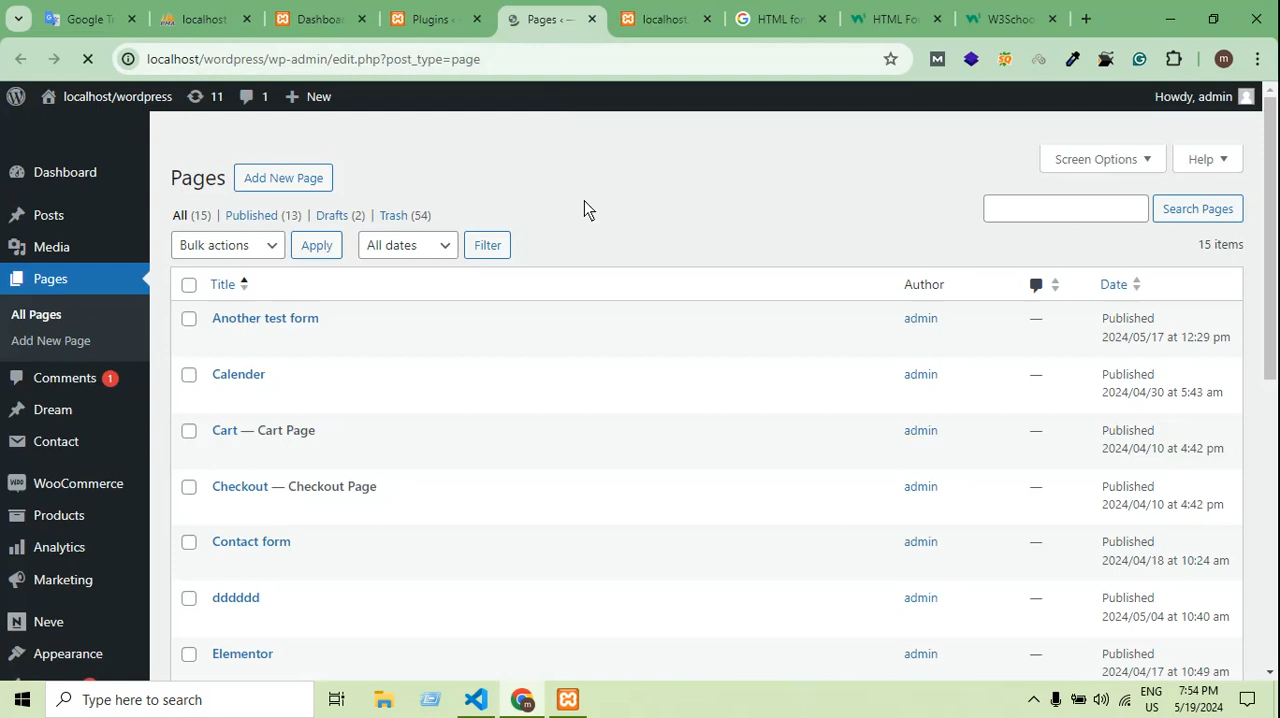 Google Tr
localhost
Dashboa
Plugins ‹
Pages ‹ —
localhost
HTML for
HTML Fo
W3Schoo
localhost/wordpress/wp-admin/edit.php?post_type=page
localhost/wordpress
11
1
New
Howdy, admin
Dashboard
Posts
Media
Pages
All Pages
Add New Page
Comments 1
Dream
Contact
WooCommerce
Products
Analytics
Marketing
Neve
Appearance
Screen Options
Help
Pages
Add New Page
All (15) | Published (13) | Drafts (2) | Trash (54)
Search Pages
Bulk actions
Apply
All dates
Filter
15 items
Title
Author
Date
Another test form
admin
—
Published
2024/05/17 at 12:29 pm
Calender
admin
—
Published
2024/04/30 at 5:43 am
Cart — Cart Page
admin
—
Published
2024/04/10 at 4:42 pm
Checkout — Checkout Page
admin
—
Published
2024/04/10 at 4:42 pm
Contact form
admin
—
Published
2024/04/18 at 10:24 am
dddddd
admin
—
Published
2024/05/04 at 10:40 am
Elementor
admin
—
Published
2024/04/17 at 10:49 am
Type here to search
ENG
US
7:54 PM
5/19/2024